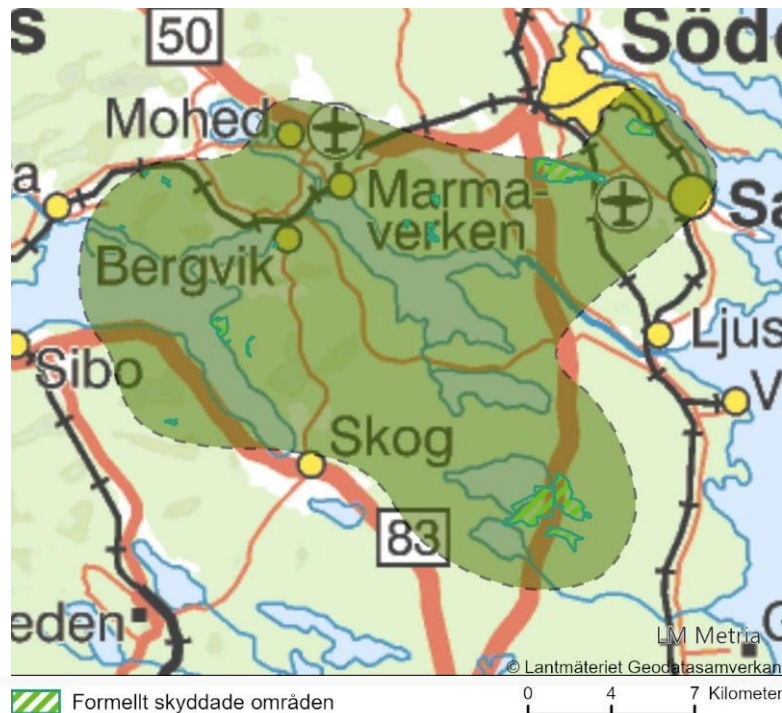 s
50
Söde
Mohed
a
Marma-
verken
Sa
Bergvik
Ljus
Sibo
V
Skog
83
eden
G
LM Metria
© Lantmäteriet Geodatasamverkan
Formellt skyddade områden
0 4 7 Kilometer